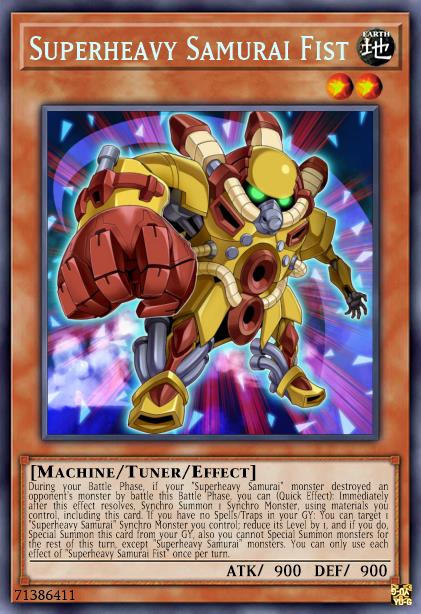 SUPERHEAVY SAMURAI FIST
EARTH
地
[MACHINE/TUNER/EFFECT]
During your Battle Phase, if your "Superheavy Samurai" monster destroyed an
opponent's monster by battle this Battle Phase, you can (Quick Effect): Immediately
after this effect resolves, Synchro Summon 1 Synchro Monster, using materials you
control, including this card. If you have no Spells/Traps in your GY: You can target 1
"Superheavy Samurai" Synchro Monster you control; reduce its Level by 1, and if you do,
Special Summon this card from your GY, also you cannot Special Summon monsters for
the rest of this turn, except "Superheavy Samurai" monsters. You can only use each
effect of "Superheavy Samurai Fist" once per turn.
ATK/ 900 DEF/ 900
71386411